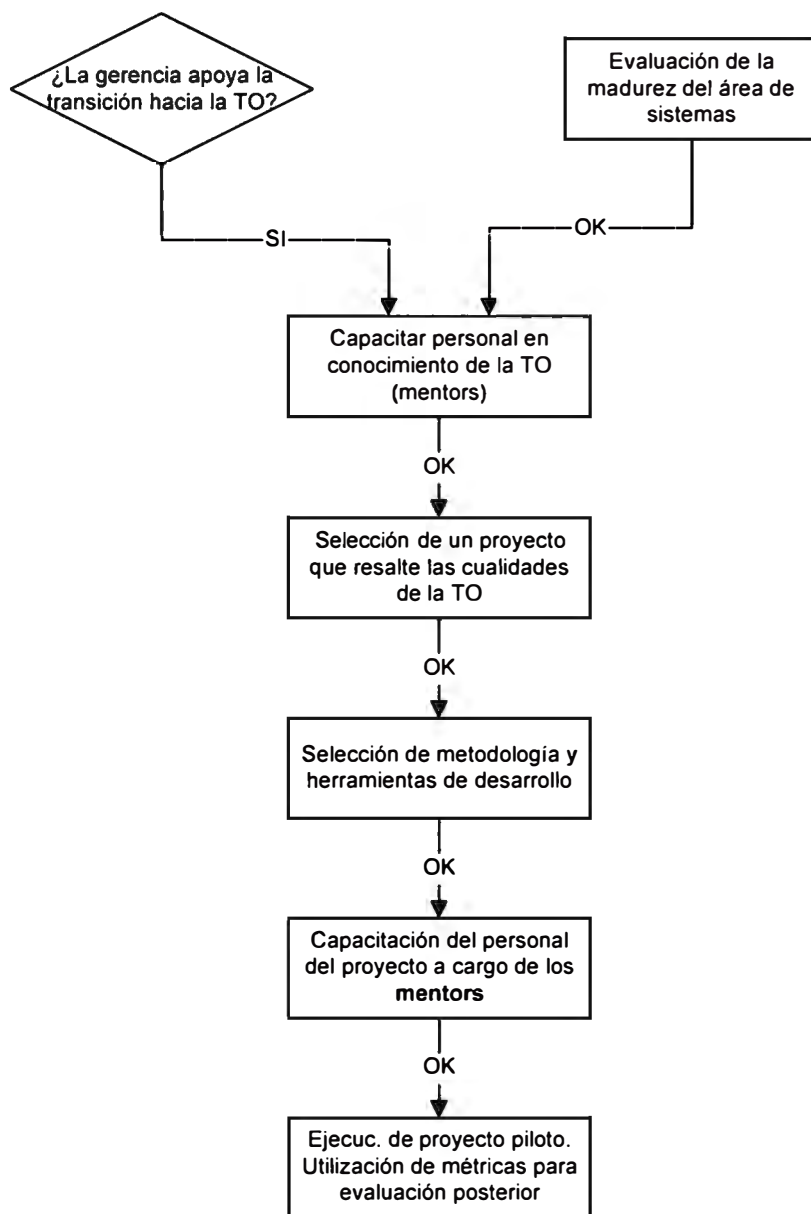 ¿La gerencia apoya la
transición hacia la TO?
Evaluación de la
madurez del área de
sistemas
SI
OK
Capacitar personal en
conocimiento de la TO
(mentors)
OK
Selección de un proyecto
que resalte las cualidades
de la TO
OK
Selección de metodología y
herramientas de desarrollo
OK
Capacitación del personal
del proyecto a cargo de los
mentors
OK
Ejecuc. de proyecto piloto.
Utilización de métricas para
evaluación posterior